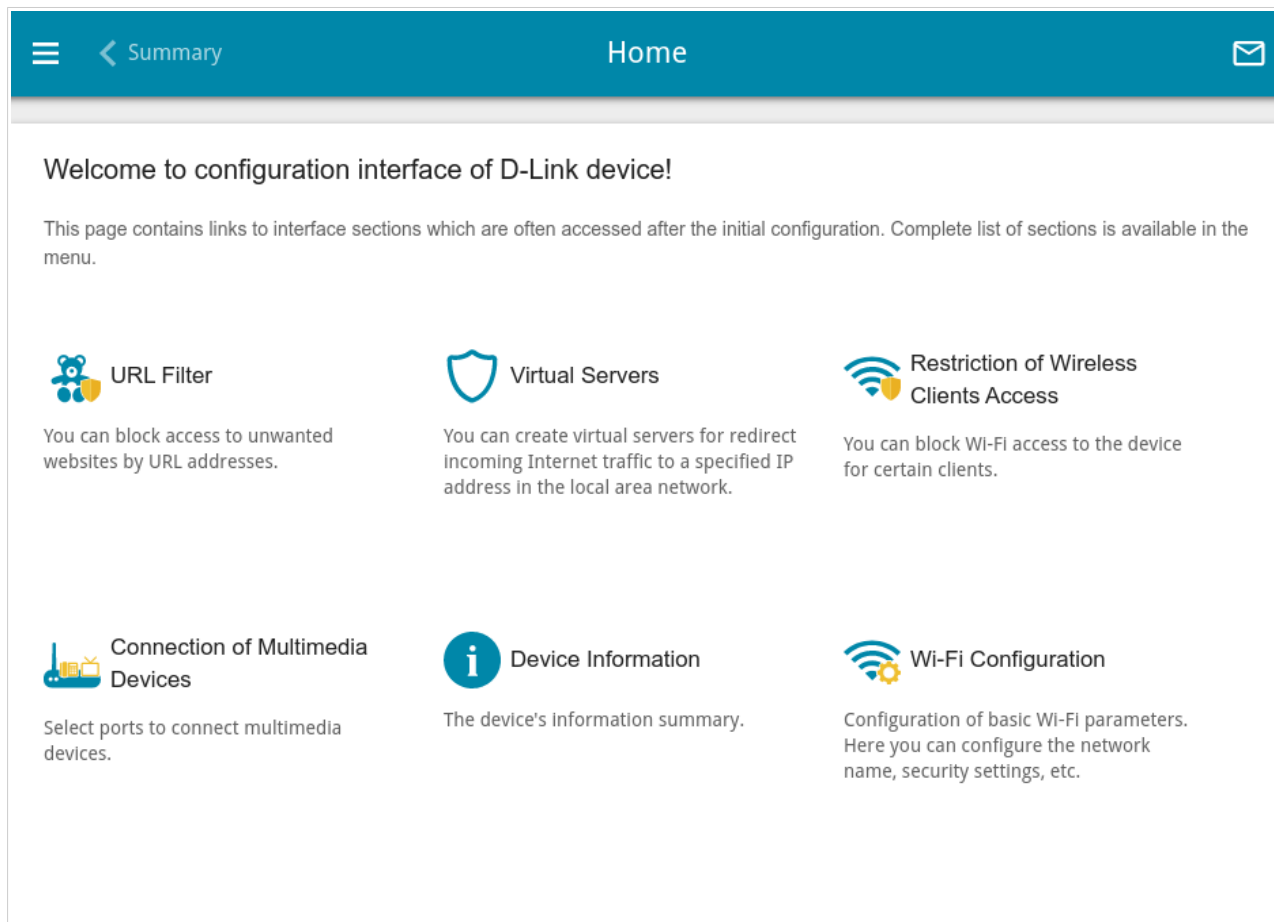 Summary
Home
Welcome to configuration interface of D-Link device!
This page contains links to interface sections which are often accessed after the initial configuration. Complete list of sections is available in the
menu.
URL Filter
You can block access to unwanted
websites by URL addresses.
Virtual Servers
You can create virtual servers for redirect
incoming Internet traffic to a specified IP
address in the local area network.
Restriction of Wireless
Clients Access
You can block Wi-Fi access to the device
for certain clients.
Connection of Multimedia
Devices
Select ports to connect multimedia
devices.
Device Information
The device's information summary.
Wi-Fi Configuration
Configuration of basic Wi-Fi parameters.
Here you can configure the network
name, security settings, etc.